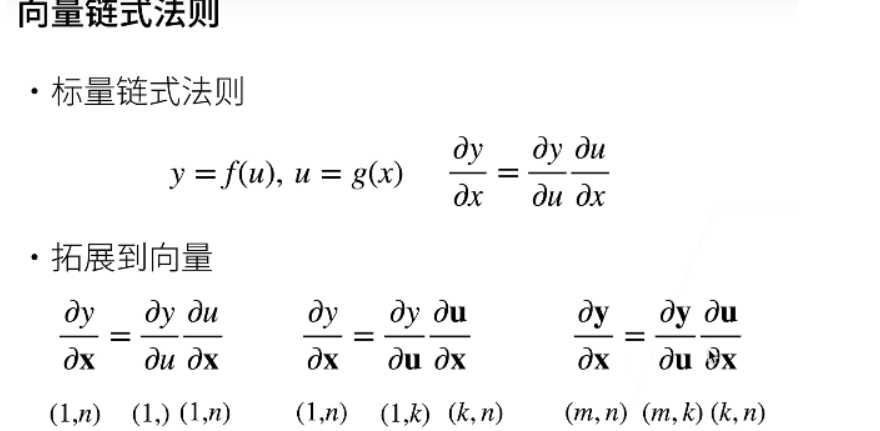 向量链式法则
• 标量链式法则
y = f(u), u = g(x) ∂y/∂x = ∂y/∂u ∂u/∂x
• 拓展到向量
∂y/∂𝐱 = ∂y/∂u ∂u/∂𝐱 ∂y/∂𝐱 = ∂y/∂𝐮 ∂𝐮/∂𝐱 ∂𝐲/∂𝐱 = ∂𝐲/∂𝐮 ∂𝐮/∂𝐱
(1,n) (1,) (1,n) (1,n) (1,k) (k, n) (m, n) (m, k) (k, n)